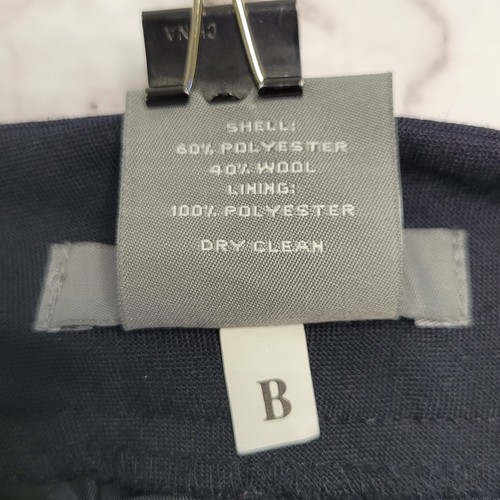 CHINA
SHELL:
60% POLYESTER
40% WOOL
LINING:
100% POLYESTER
DRY CLEAN
B